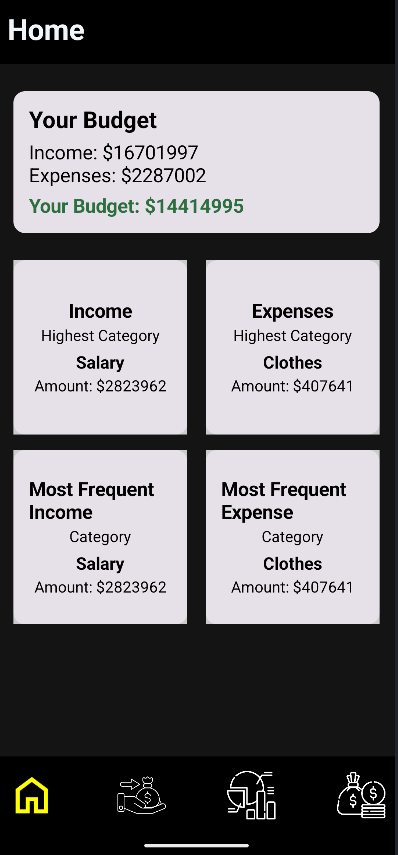 Home
Your Budget
Income: $16701997
Expenses: $2287002
Your Budget: $14414995
Income
Highest Category
Salary
Amount: $2823962
Expenses
Highest Category
Clothes
Amount: $407641
Most Frequent
Income
Category
Salary
Amount: $2823962
Most Frequent
Expense
Category
Clothes
Amount: $407641